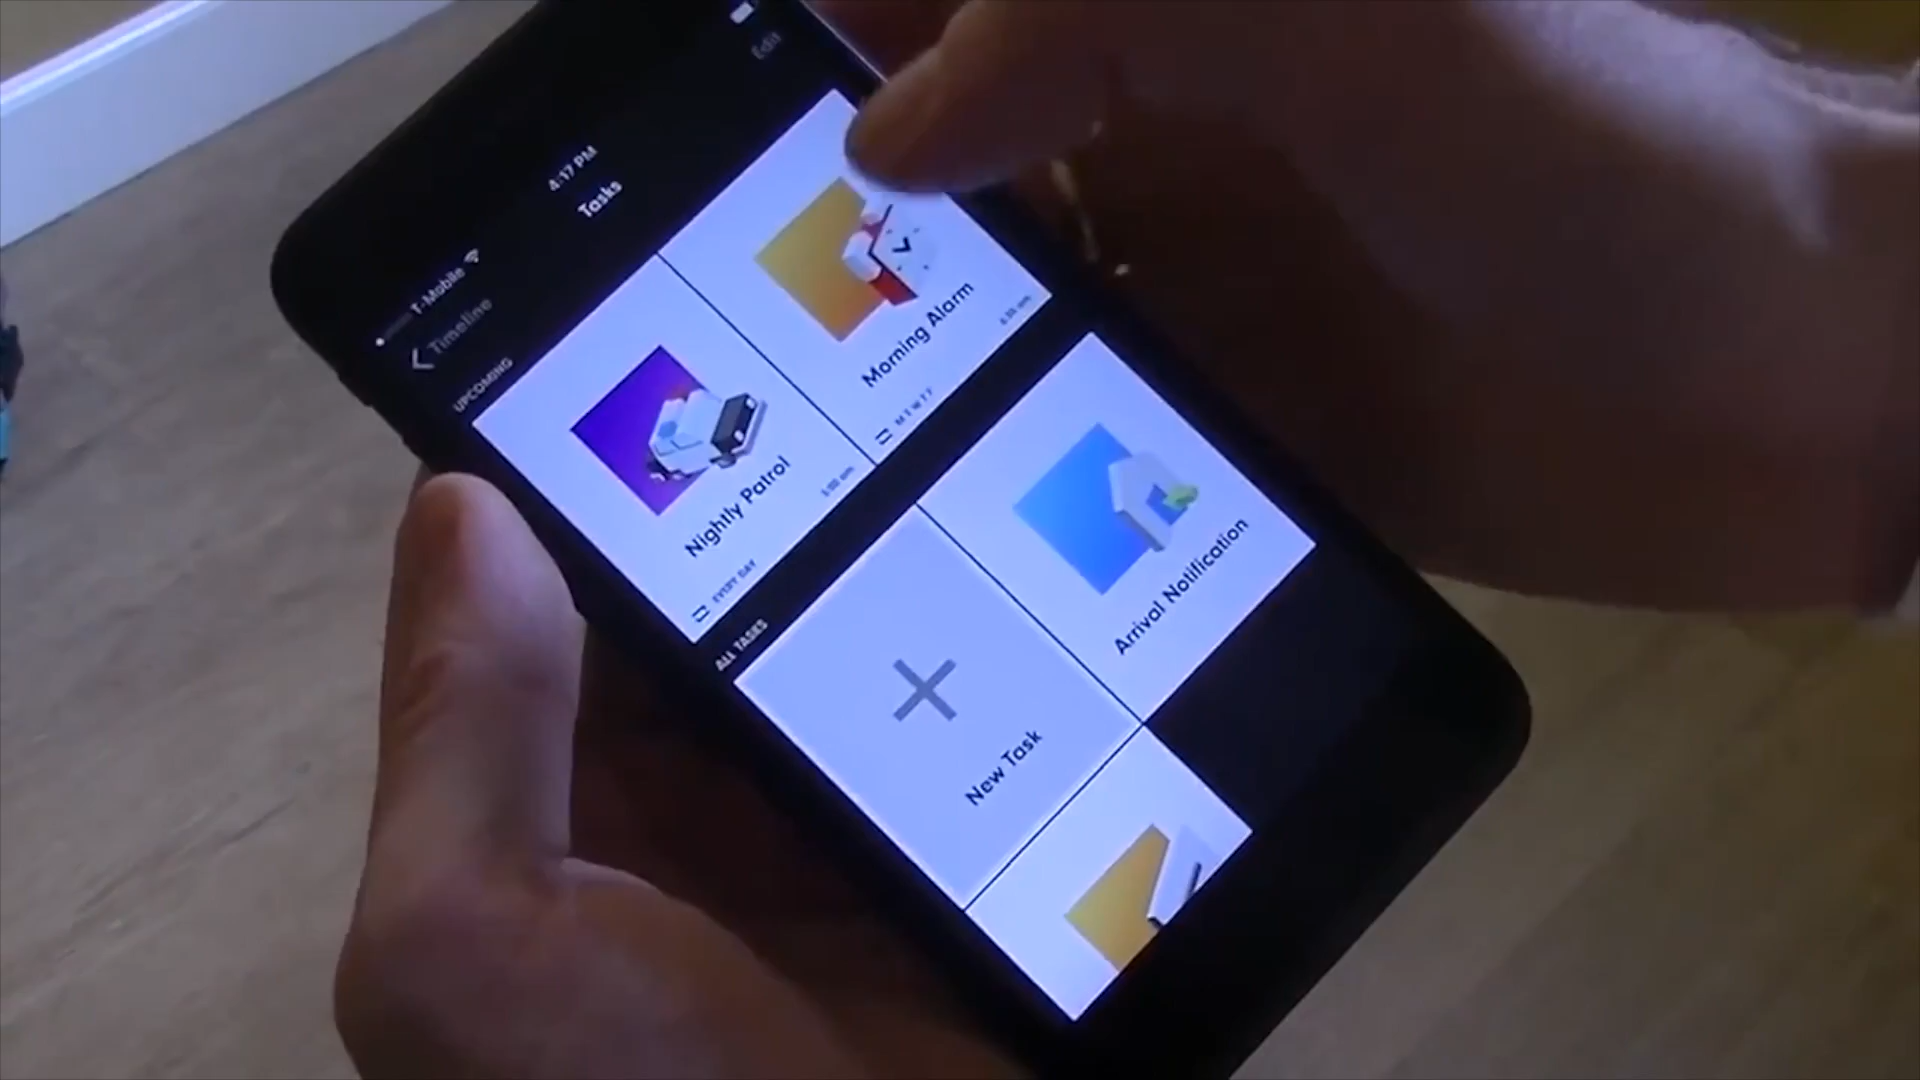 T-Mobile
4:17 PM
Timeline
Tasks
Edit
UPCOMING
Nightly Patrol
EVERY DAY
Morning Alarm
M T W T F
ALL TASKS
New Task
Arrival Notification